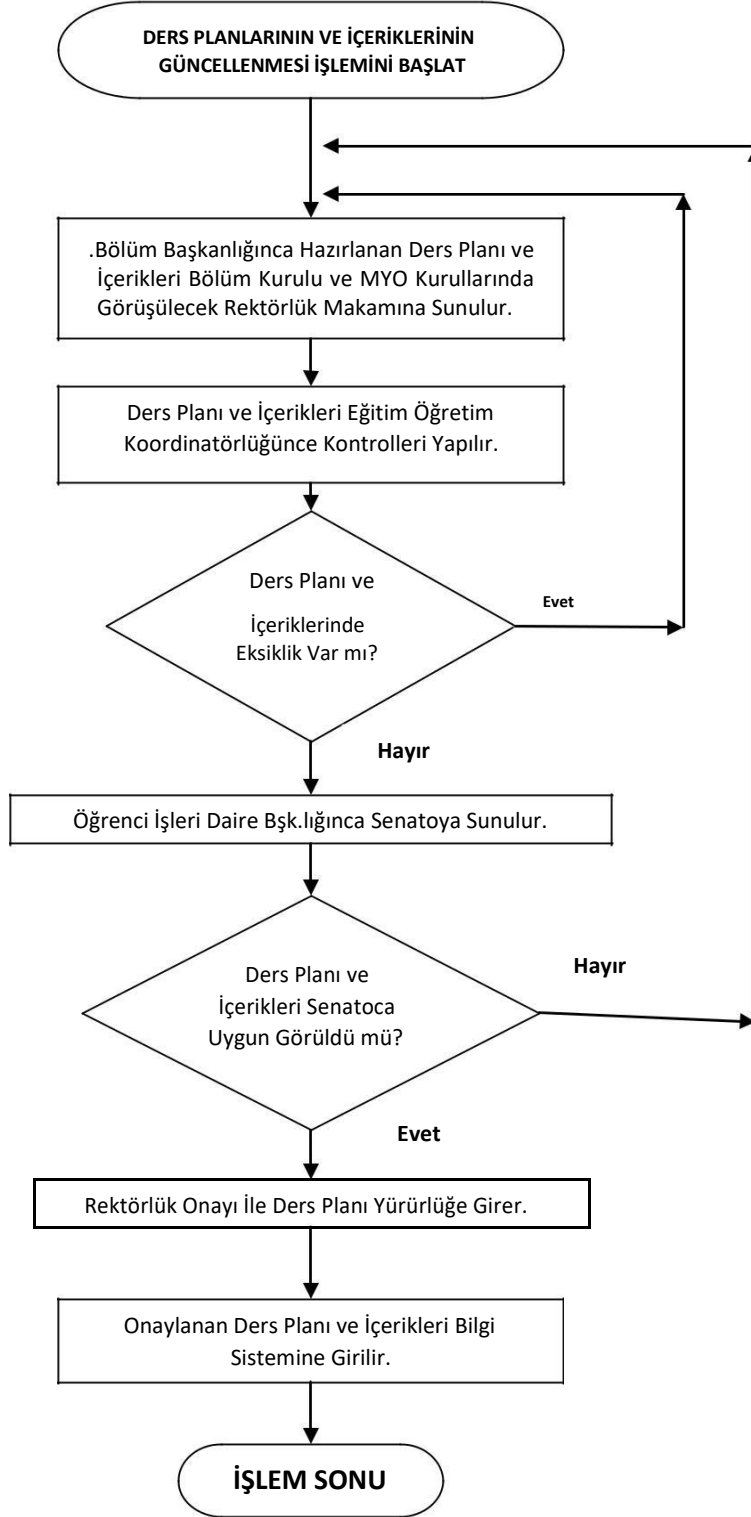 DERS PLANLARININ VE İÇERİKLERİNİN
GÜNCELLENMESİ İŞLEMİNİ BAŞLAT
.Bölüm Başkanlığınca Hazırlanan Ders Planı ve
İçerikleri Bölüm Kurulu ve MYO Kurullarında
Görüşülecek Rektörlük Makamına Sunulur.
Ders Planı ve İçerikleri Eğitim Öğretim
Koordinatörlüğünce Kontrolleri Yapılır.
Ders Planı ve
İçeriklerinde
Eksiklik Var mı?
Evet
Hayır
Öğrenci İşleri Daire Bşk.lığınca Senatoya Sunulur.
Ders Planı ve
İçerikleri Senatoca
Uygun Görüldü mü?
Hayır
Evet
Rektörlük Onayı İle Ders Planı Yürürlüğe Girer.
Onaylanan Ders Planı ve İçerikleri Bilgi
Sistemine Girilir.
İŞLEM SONU